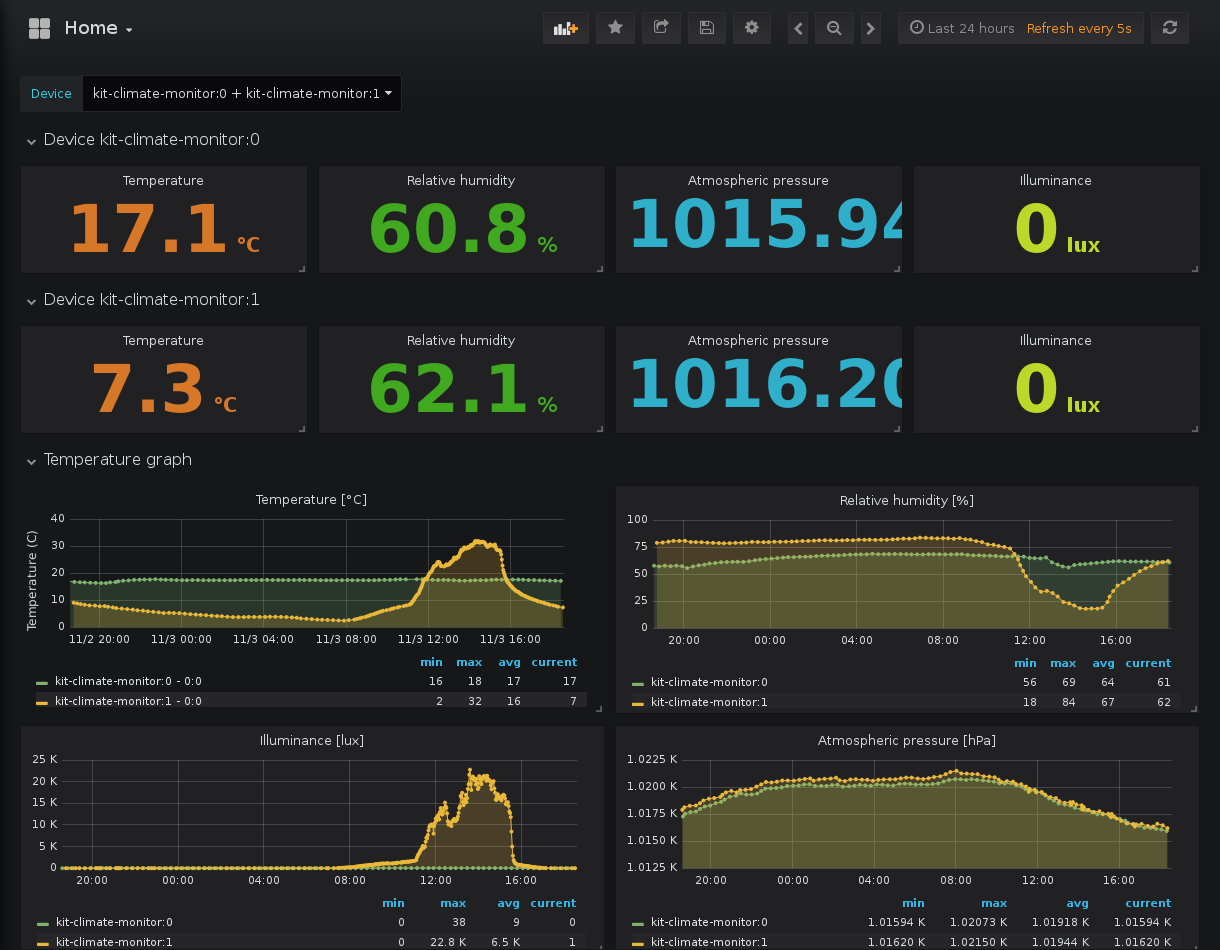 Home
Last 24 hours Refresh every 5s
Device kit-climate-monitor:0 + kit-climate-monitor:1
Device kit-climate-monitor:0
Temperature Relative humidity Atmospheric pressure Illuminance
17.1 °C 60.8 % 1015.94 0 lux
Device kit-climate-monitor:1
Temperature Relative humidity Atmospheric pressure Illuminance
7.3 °C 62.1 % 1016.20 0 lux
Temperature graph
Temperature [°C]
Temperature (C)
40
30
20
10
0
11/2 20:00 11/3 00:00 11/3 04:00 11/3 08:00 11/3 12:00 11/3 16:00
min max avg current
kit-climate-monitor:0 - 0:0 16 18 17 17
kit-climate-monitor:1 - 0:0 2 32 16 7
Relative humidity [%]
100
75
50
25
0
20:00 00:00 04:00 08:00 12:00 16:00
min max avg current
kit-climate-monitor:0 56 69 64 61
kit-climate-monitor:1 18 84 67 62
Illuminance [lux]
25 K
20 K
15 K
10 K
5 K
0
20:00 00:00 04:00 08:00 12:00 16:00
min max avg current
kit-climate-monitor:0 0 38 9 0
kit-climate-monitor:1 0 22.8 K 6.5 K 1
Atmospheric pressure [hPa]
1.0225 K
1.0200 K
1.0175 K
1.0150 K
1.0125 K
20:00 00:00 04:00 08:00 12:00 16:00
min max avg current
kit-climate-monitor:0 1.01594 K 1.02073 K 1.01918 K 1.01594 K
kit-climate-monitor:1 1.01620 K 1.02150 K 1.01944 K 1.01620 K